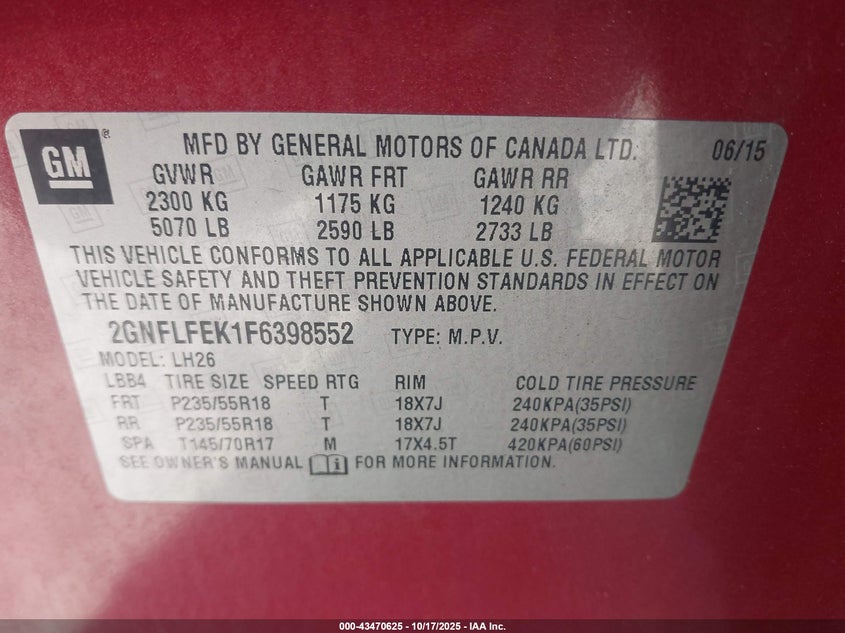 GM ® MFD BY GENERAL MOTORS OF CANADA LTD. 06/15
GVWR GAWR FRT GAWR RR
2300 KG 1175 KG 1240 KG
5070 LB 2590 LB 2733 LB
THIS VEHICLE CONFORMS TO ALL APPLICABLE U.S. FEDERAL MOTOR
VEHICLE SAFETY AND THEFT PREVENTION STANDARDS IN EFFECT ON
THE DATE OF MANUFACTURE SHOWN ABOVE.
2GNFLFEK1F6398552 TYPE: M.P.V.
MODEL: LH26
LBB4 TIRE SIZE SPEED RTG RIM COLD TIRE PRESSURE
FRT P235/55R18 T 18X7J 240KPA(35PSI)
RR P235/55R18 T 18X7J 240KPA(35PSI)
SPA T145/70R17 M 17X4.5T 420KPA(60PSI)
SEE OWNER'S MANUAL FOR MORE INFORMATION.
000-43470625 - 10/17/2025 - IAA Inc.